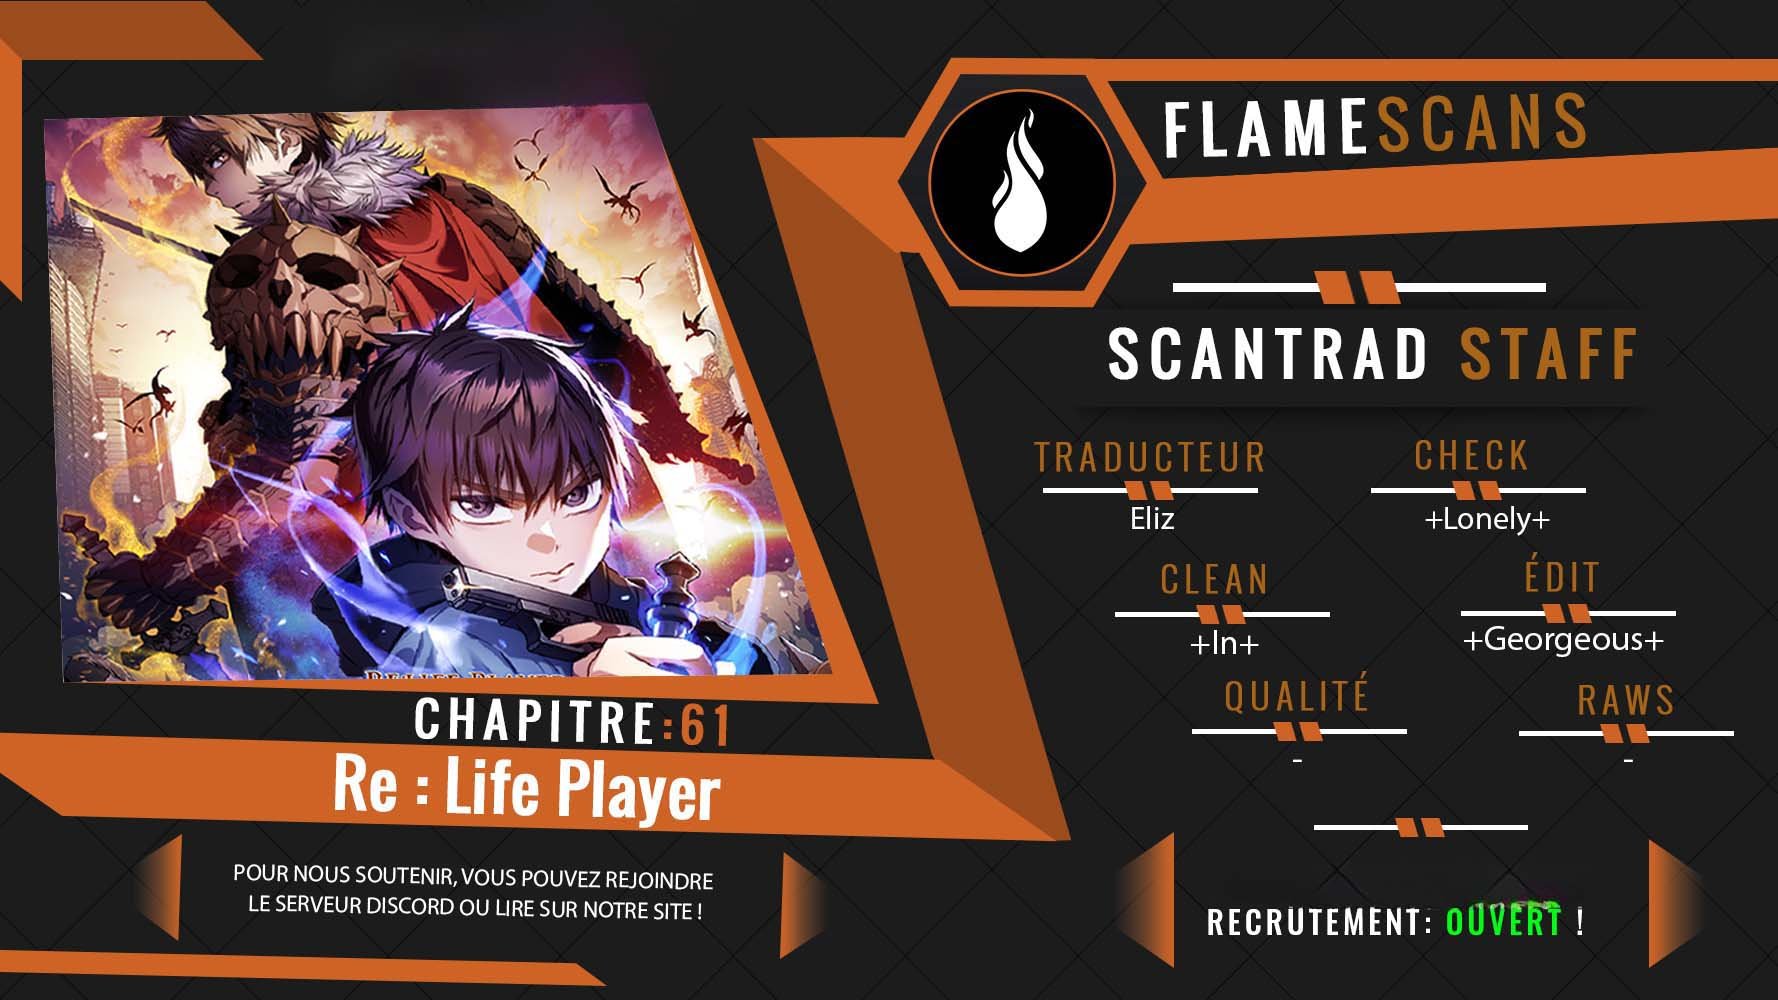 FLAMESCANS
SCANTRAD STAFF
TRADUCTEUR
Eliz
CHECK
+Lonely+
CLEAN
+In+
ÉDIT
+Georgeous+
QUALITÉ
-
RAWS
-
RECRUTEMENT: OUVERT !
CHAPITRE:61
Re : Life Player
POUR NOUS SOUTENIR, VOUS POUVEZ REJOINDRE
LE SERVEUR DISCORD OU LIRE SUR NOTRE SITE !